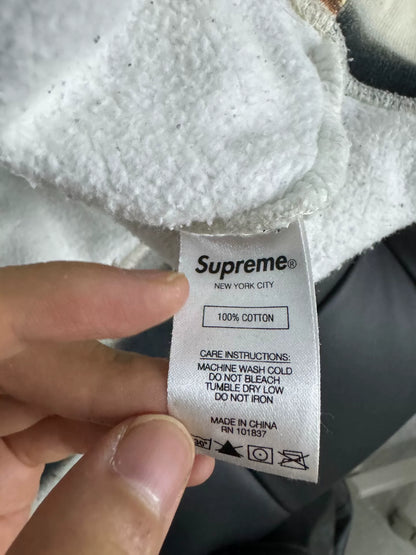 Supreme®
NEW YORK CITY
100% COTTON
CARE INSTRUCTIONS:
MACHINE WASH COLD
DO NOT BLEACH
TUMBLE DRY LOW
DO NOT IRON
MADE IN CHINA
RN 101837
30°